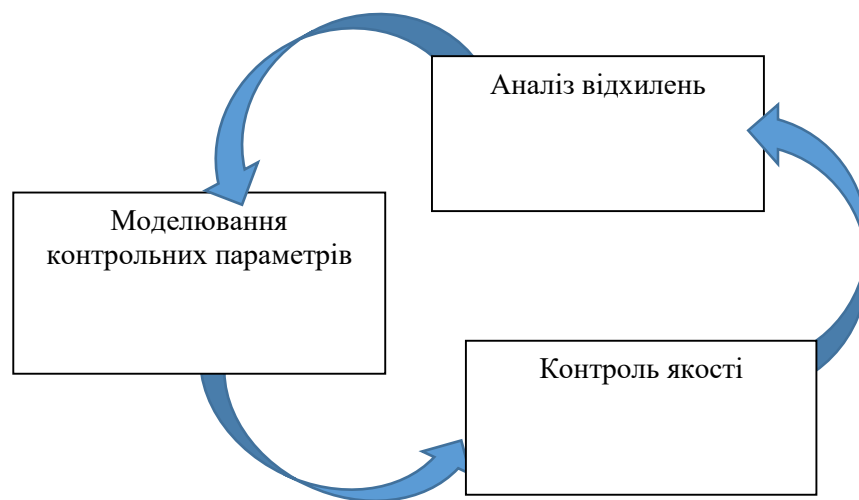 Аналіз відхилень
Моделювання
контрольних параметрів
Контроль якості